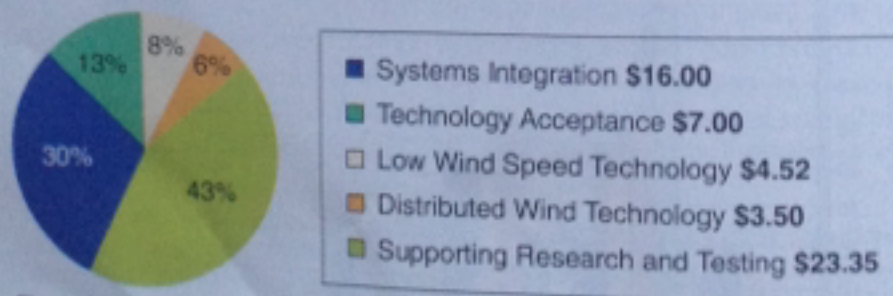 8%
13%
6%
30%
43%
Systems Integration $16.00
Technology Acceptance $7.00
Low Wind Speed Technology $4.52
Distributed Wind Technology $3.50
Supporting Research and Testing $23.35